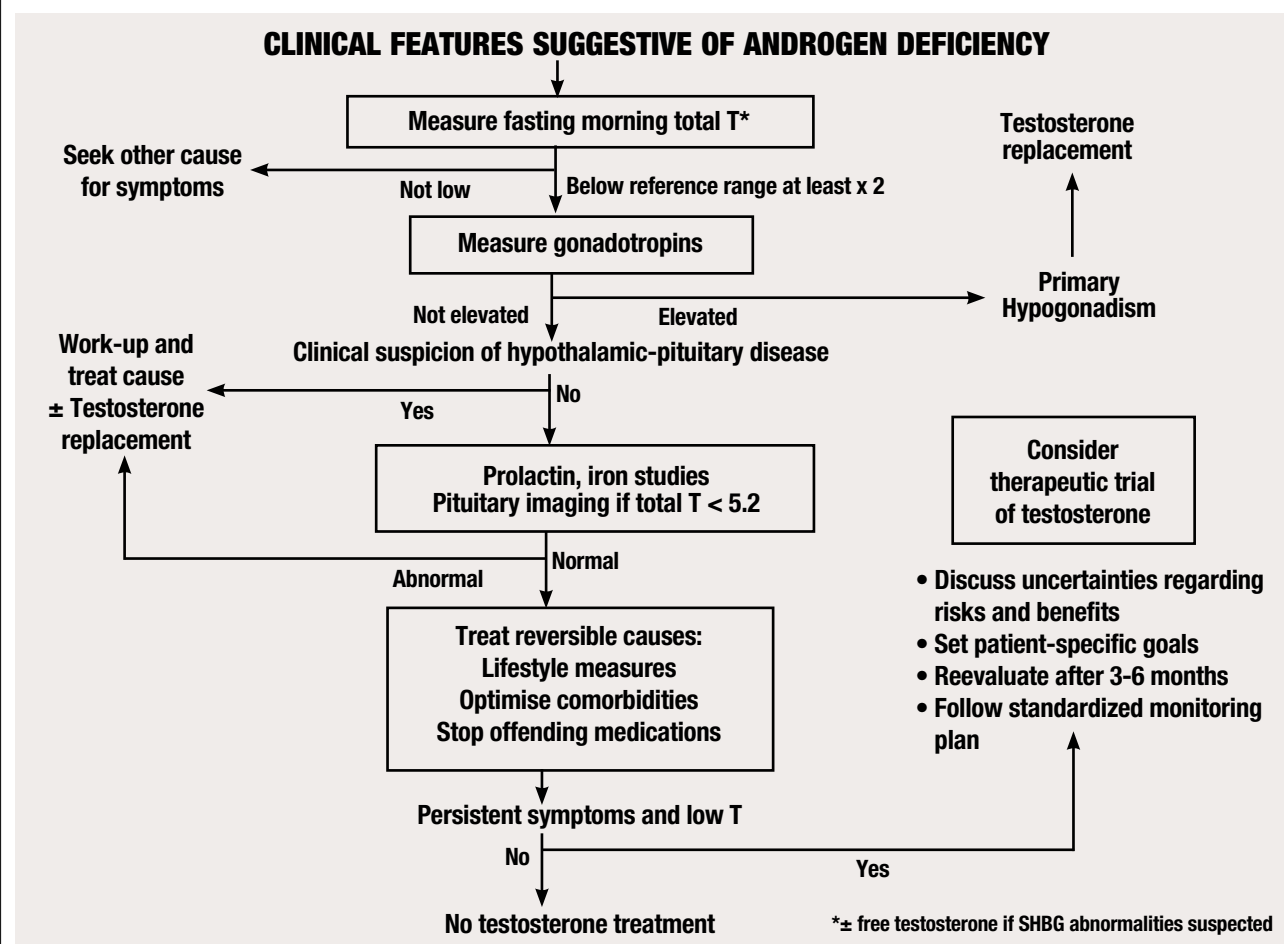 CLINICAL FEATURES SUGGESTIVE OF ANDROGEN DEFICIENCY
Measure fasting morning total T*
Seek other cause
for symptoms
Not low
Below reference range at least x 2
Testosterone
replacement
Measure gonadotropins
Primary
Hypogonadism
Not elevated
Elevated
Clinical suspicion of hypothalamic-pituitary disease
Work-up and
treat cause
± Testosterone
replacement
Yes
No
Prolactin, iron studies
Pituitary imaging if total T < 5.2
Abnormal
Normal
Treat reversible causes:
Lifestyle measures
Optimise comorbidities
Stop offending medications
Consider
therapeutic trial
of testosterone
• Discuss uncertainties regarding
risks and benefits
• Set patient-specific goals
• Reevaluate after 3-6 months
• Follow standardized monitoring
plan
Persistent symptoms and low T
No
Yes
No testosterone treatment
*± free testosterone if SHBG abnormalities suspected